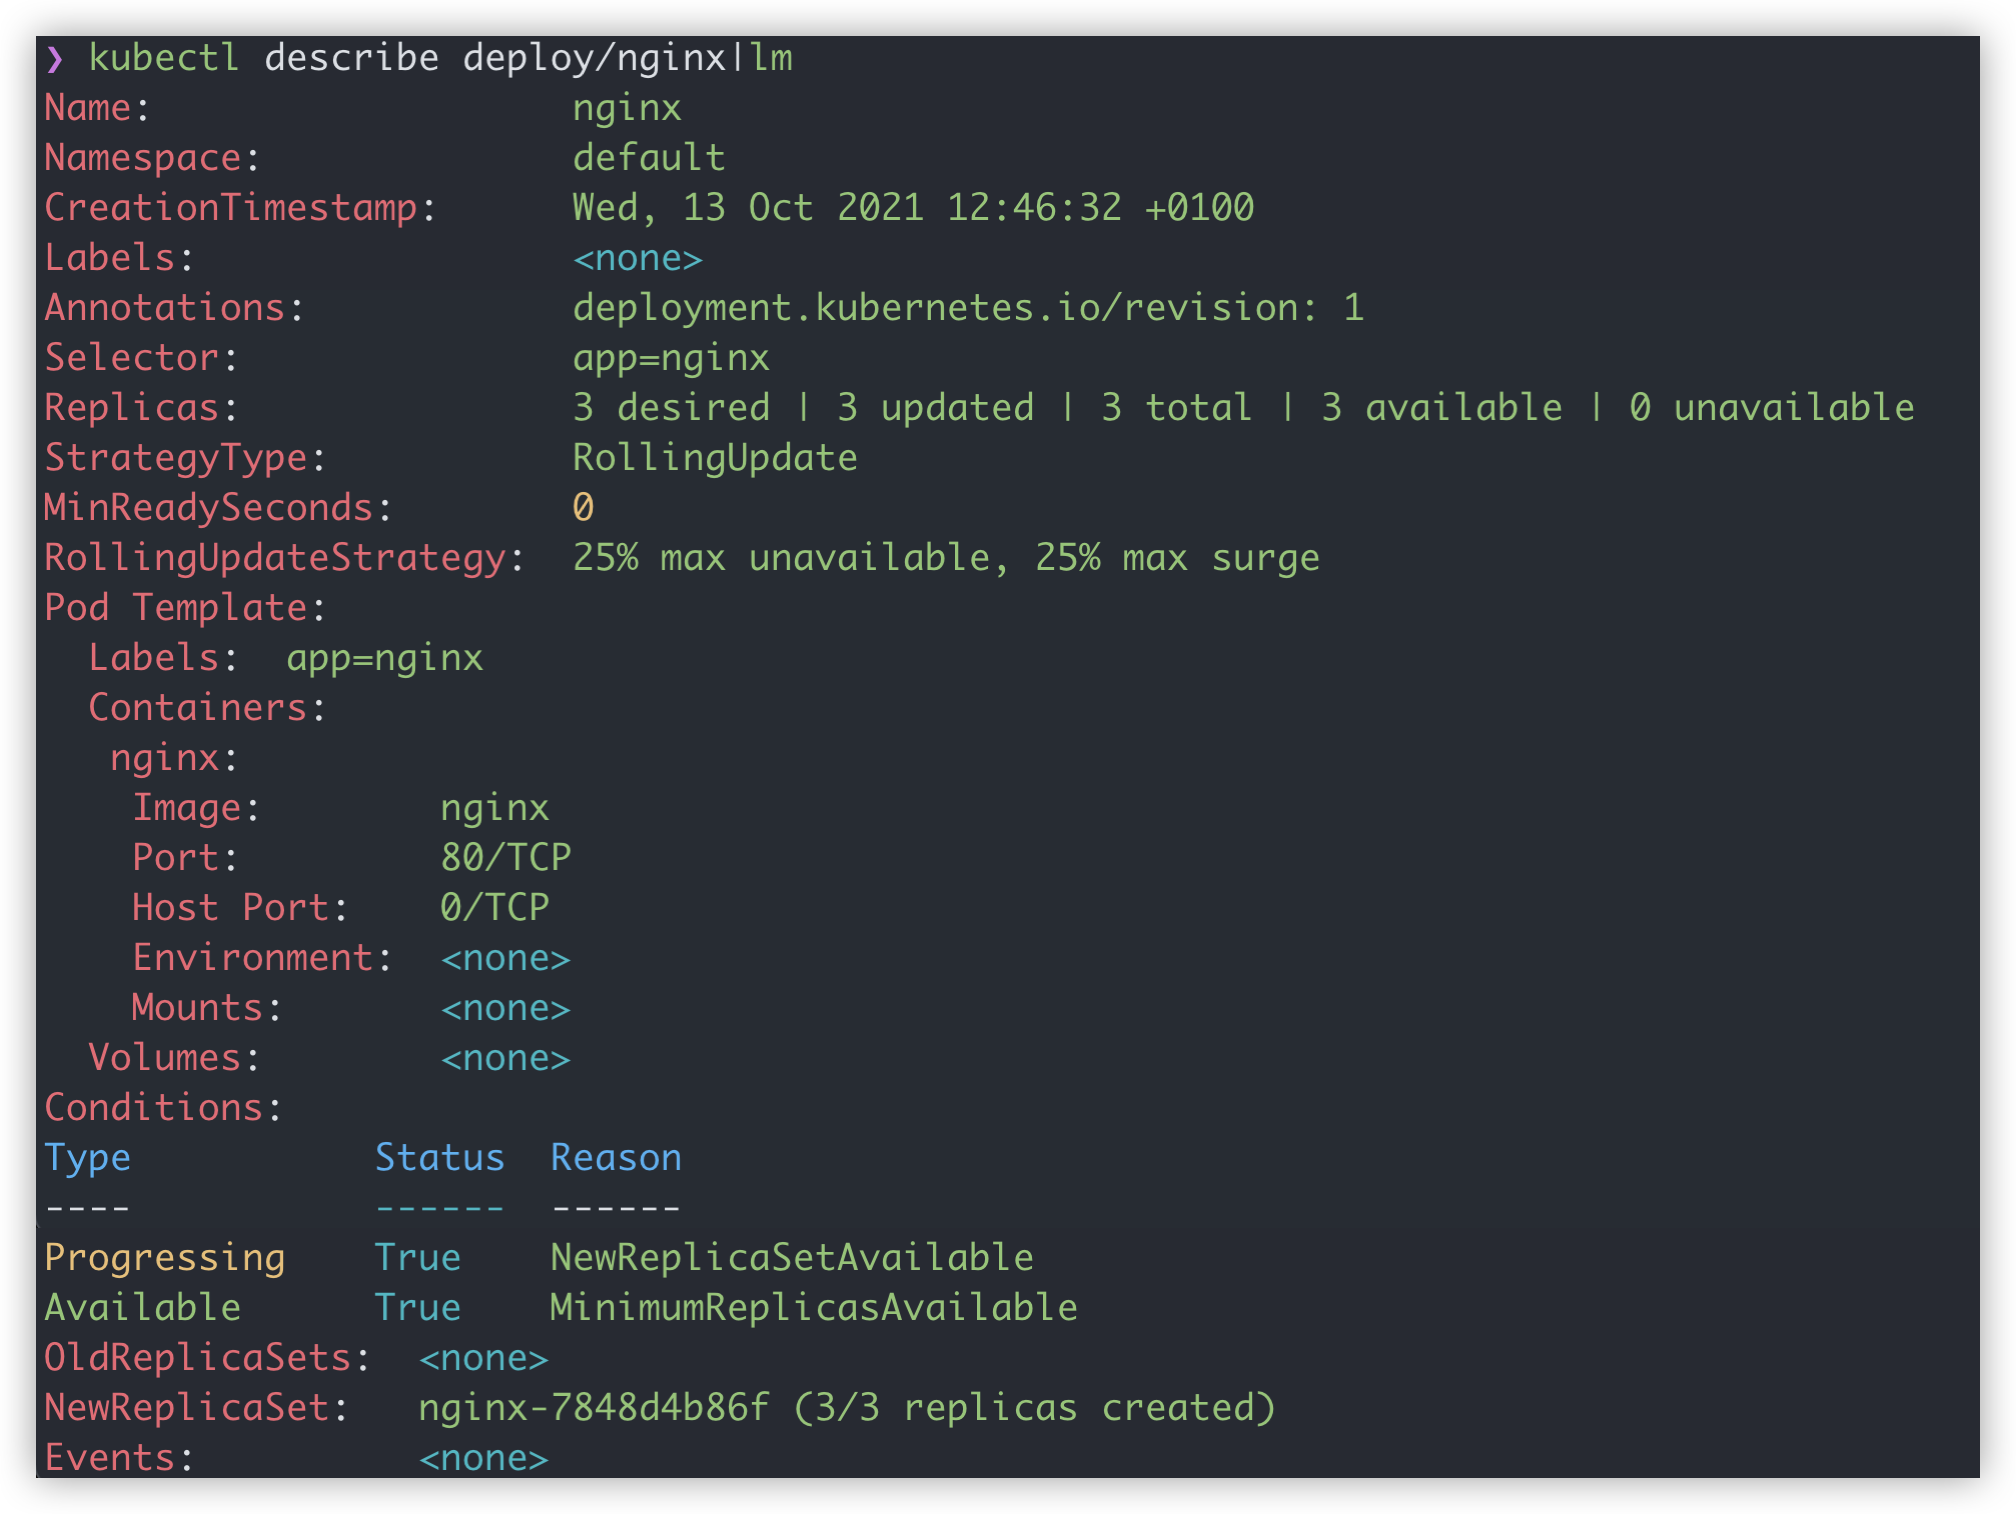 ❯ kubectl describe deploy/nginx|lm
Name:                   nginx
Namespace:              default
CreationTimestamp:      Wed, 13 Oct 2021 12:46:32 +0100
Labels:                 <none>
Annotations:            deployment.kubernetes.io/revision: 1
Selector:               app=nginx
Replicas:               3 desired | 3 updated | 3 total | 3 available | 0 unavailable
StrategyType:           RollingUpdate
MinReadySeconds:        0
RollingUpdateStrategy:  25% max unavailable, 25% max surge
Pod Template:
  Labels:  app=nginx
  Containers:
   nginx:
    Image:        nginx
    Port:         80/TCP
    Host Port:    0/TCP
    Environment:  <none>
    Mounts:       <none>
  Volumes:        <none>
Conditions:
Type           Status  Reason
----           ------  ------
Progressing    True    NewReplicaSetAvailable
Available      True    MinimumReplicasAvailable
OldReplicaSets:  <none>
NewReplicaSet:   nginx-7848d4b86f (3/3 replicas created)
Events:          <none>